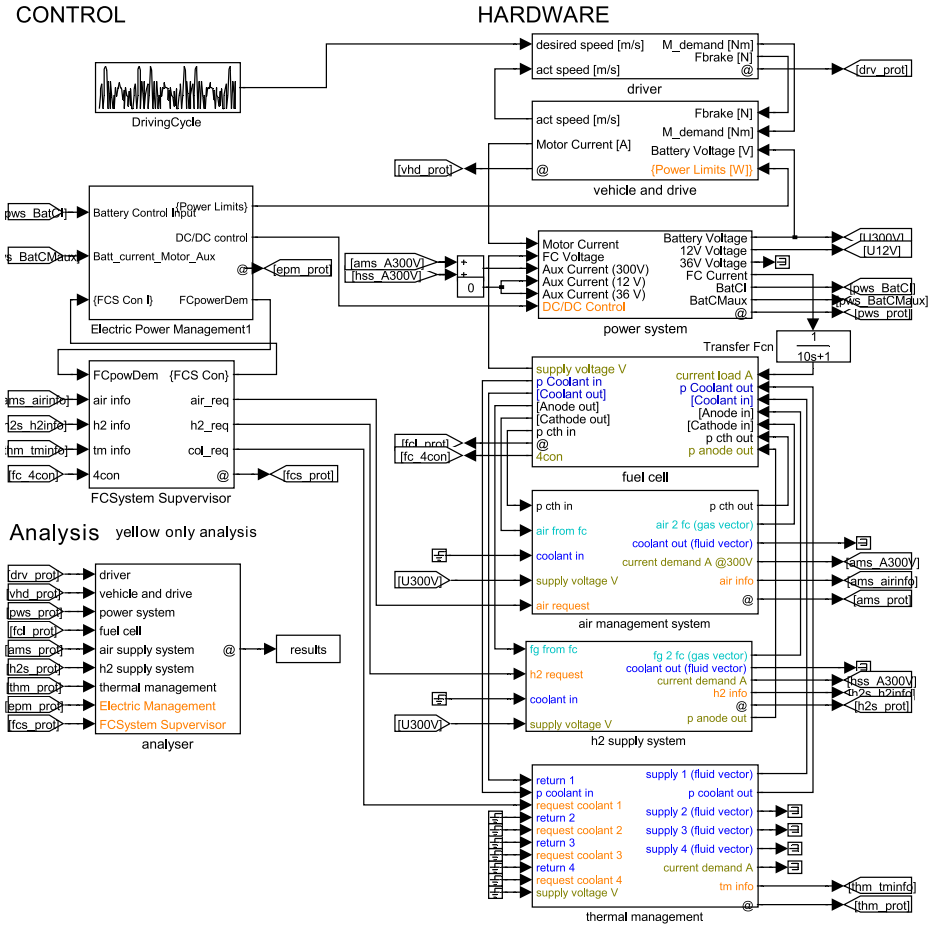 CONTROL
HARDWARE
DrivingCycle
desired speed [m/s]
act speed [m/s]
M_demand [Nm]
Fbrake [N]
@
[drv_prot]
driver
act speed [m/s]
Motor Current [A]
@
[vhd_prot]
Fbrake [N]
M_demand [Nm]
Battery Voltage [V]
{Power Limits [W]}
vehicle and drive
[pws_BatCI]
s_BatCMaux]
Battery Control Input
Batt_current_Motor_Aux
{FCS Con I}
{Power Limits}
DC/DC control
@
[epm_prot]
FCpowerDem
Electric Power Management1
[ams_A300V]
[hss_A300V]
+
+
0
Motor Current
FC Voltage
Aux Current (300V)
Aux Current (12 V)
Aux Current (36 V)
DC/DC Control
Battery Voltage
12V Voltage
36V Voltage
FC Current
BatCI
BatCMaux
@
[U300V]
[U12V]
[pws_BatCI]
[pws_BatCMaux]
[pws_prot]
power system
Transfer Fcn
1
10s+1
ams_airinfo]
2s_h2info]
hm_tminfo]
[fc_4con]
FCpowDem
air info
h2 info
tm info
4con
{FCS Con}
air_req
h2_req
col_req
@
[fcs_prot]
FCSystem Supvervisor
supply voltage V
p Coolant in
[Coolant out]
[Anode out]
[Cathode out]
p cth in
@
4con
[fcl_prot]
[fc_4con]
current load A
p Coolant out
[Coolant in]
[Anode in]
[Cathode in]
p cth out
p anode out
fuel cell
p cth in
air from fc
coolant in
supply voltage V
air request
[U300V]
p cth out
air 2 fc (gas vector)
coolant out (fluid vector)
current demand A @300V
air info
@
[ams_A300V]
[ams_airinfo]
[ams_prot]
air management system
Analysis yellow only analysis
[drv_prot]
[vhd_prot]
[pws_prot]
[fcl_prot]
[ams_prot]
[h2s_prot]
[thm_prot]
[epm_prot]
[fcs_prot]
driver
vehicle and drive
power system
fuel cell
air supply system
h2 supply system
thermal management
Electric Management
FCSystem Supvervisor
@
results
analyser
fg from fc
h2 request
coolant in
supply voltage V
[U300V]
fg 2 fc (gas vector)
coolant out (fluid vector)
current demand A
h2 info
@
p anode out
[hss_A300V]
[h2s_h2info]
[h2s_prot]
h2 supply system
return 1
p coolant in
request coolant 1
return 2
request coolant 2
return 3
request coolant 3
return 4
request coolant 4
supply voltage V
supply 1 (fluid vector)
p coolant out
supply 2 (fluid vector)
supply 3 (fluid vector)
supply 4 (fluid vector)
current demand A
tm info
@
[thm_tminfo]
[thm_prot]
thermal management